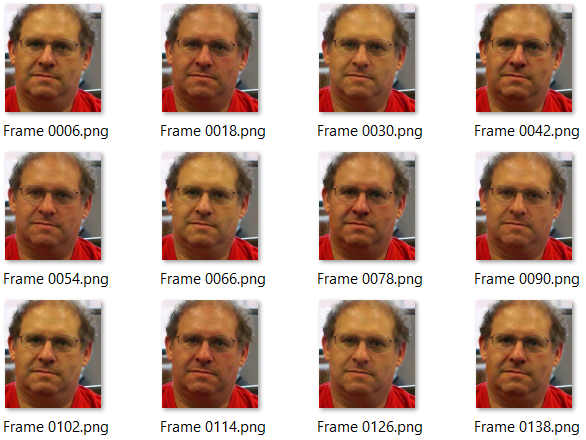 Frame 0006.png Frame 0018.png Frame 0030.png Frame 0042.png
Frame 0054.png Frame 0066.png Frame 0078.png Frame 0090.png
Frame 0102.png Frame 0114.png Frame 0126.png Frame 0138.png